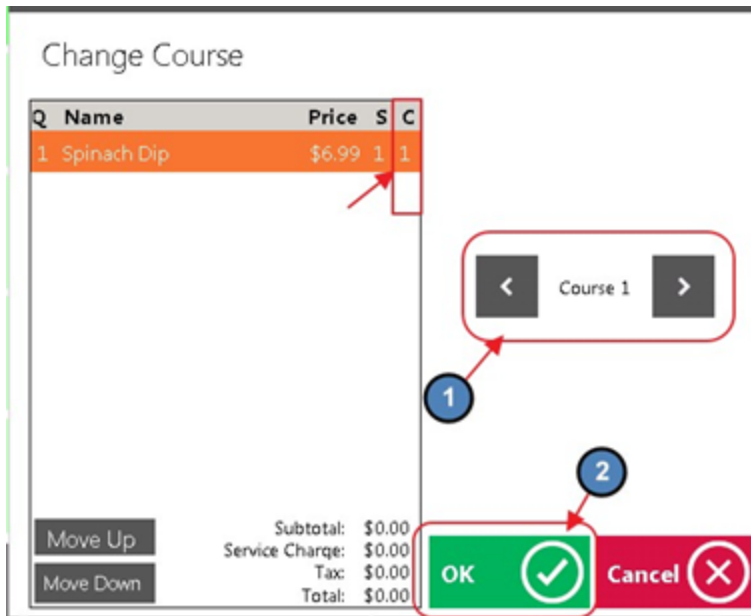 Change Course
Q Name Price S C
1 Spinach Dip $6.99 1 1
< Course 1 >
1
2
Move Up
Move Down
Subtotal: $0.00
Service Charge: $0.00
Tax: $0.00
Total: $0.00
OK
Cancel